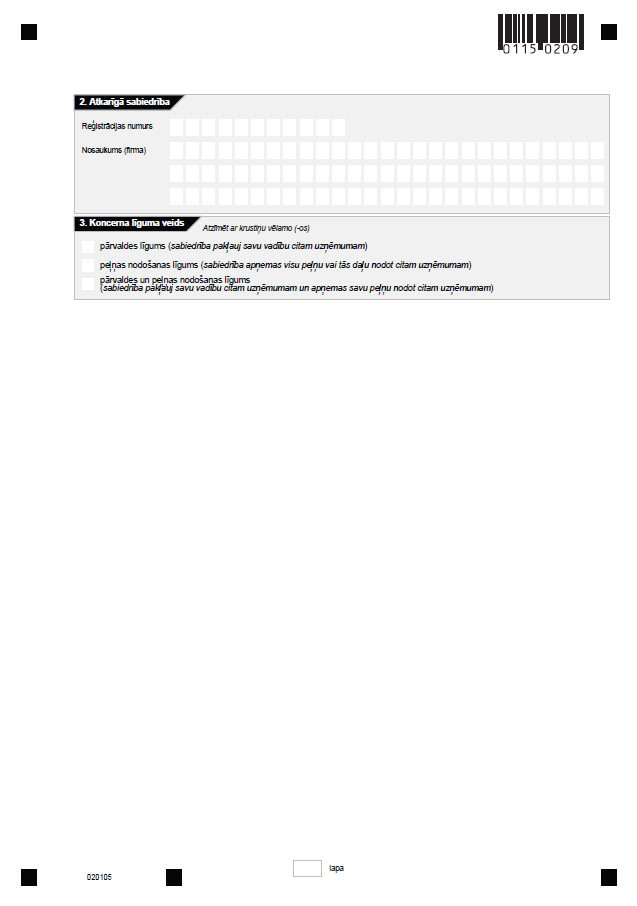 0115 0209
2. Atkarīgā sabiedrība
Reģistrācijas numurs
Nosaukums (firma)
3. Koncerna līguma veids
Atzīmēt ar krustiņu vēlamo (-os)
pārvaldes līgums (sabiedrība pakļauj savu vadību citam uzņēmumam)
peļņas nodošanas līgums (sabiedrība apņemas visu peļņu vai tās daļu nodot citam uzņēmumam)
pārvaldes un peļņas nodošanas līgums
(sabiedrība pakļauj savu vadību citam uzņēmumam un apņemas savu peļņu nodot citam uzņēmumam)
lapa
020105